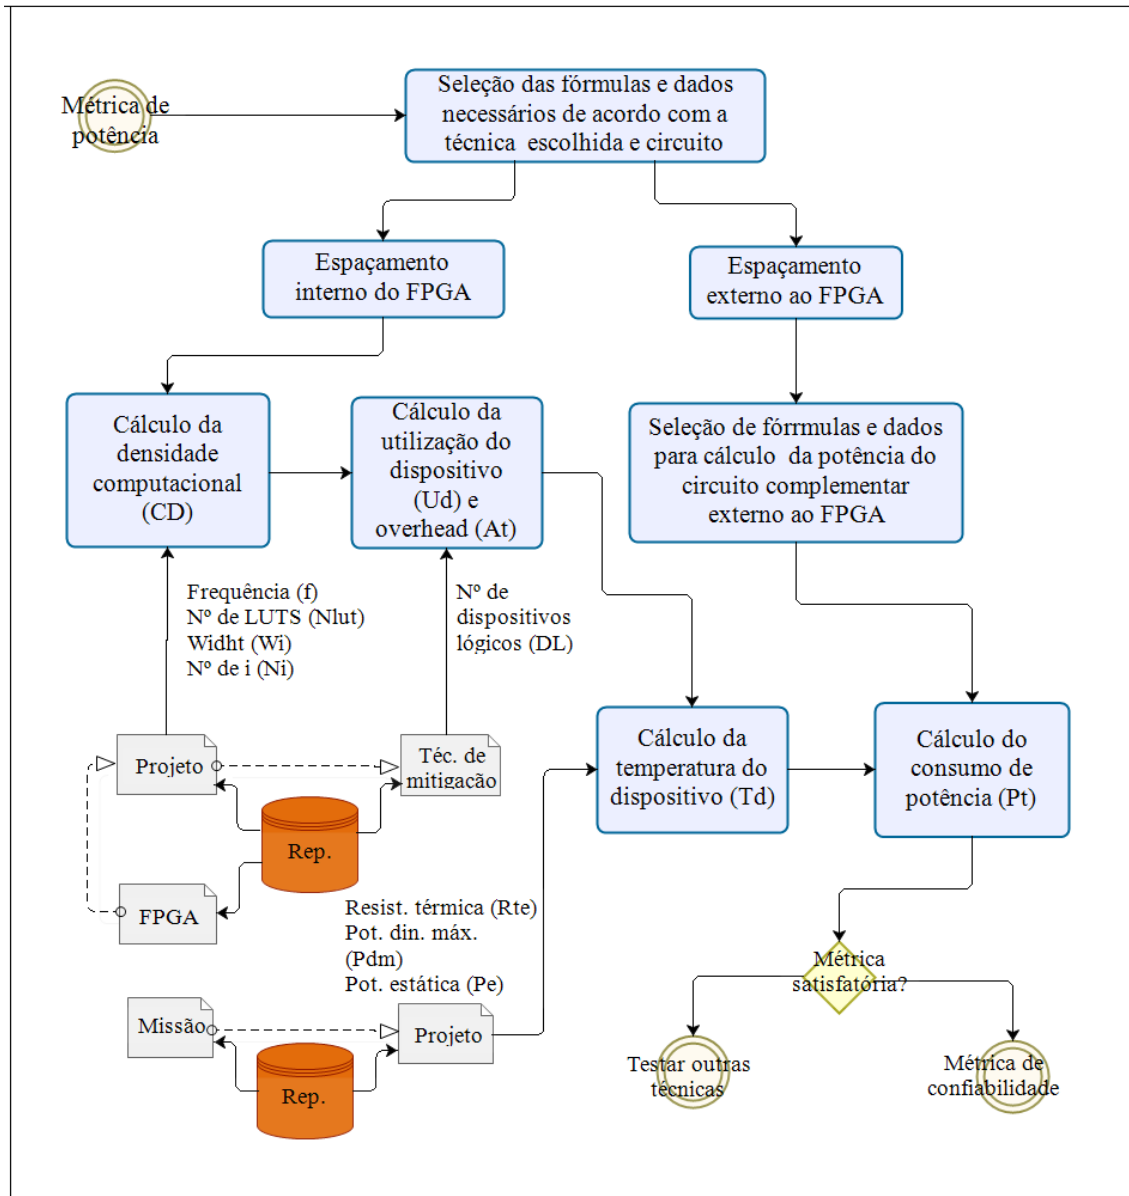 Métrica de
potência
Seleção das fórmulas e dados
necessários de acordo com a
técnica escolhida e circuito
Espaçamento
interno do FPGA
Espaçamento
externo ao FPGA
Cálculo da
densidade
computacional
(CD)
Cálculo da
utilização do
dispositivo
(Ud) e
overhead (At)
Seleção de fórrmulas e dados
para cálculo da potência do
circuito complementar
externo ao FPGA
Frequência (f)
Nº de LUTS (Nlut)
Widht (Wi)
Nº de i (Ni)
Nº de
dispositivos
lógicos (DL)
Projeto
Téc. de
mitigacão
Rep.
FPGA
Cálculo da
temperatura do
dispositivo (Td)
Cálculo do
consumo de
potência (Pt)
Resist. térmica (Rte)
Pot. din. máx.
(Pdm)
Pot. estática (Pe)
Missão
Projeto
Rep.
Métrica
satisfatória?
Testar outras
técnicas
Métrica de
confiabilidade